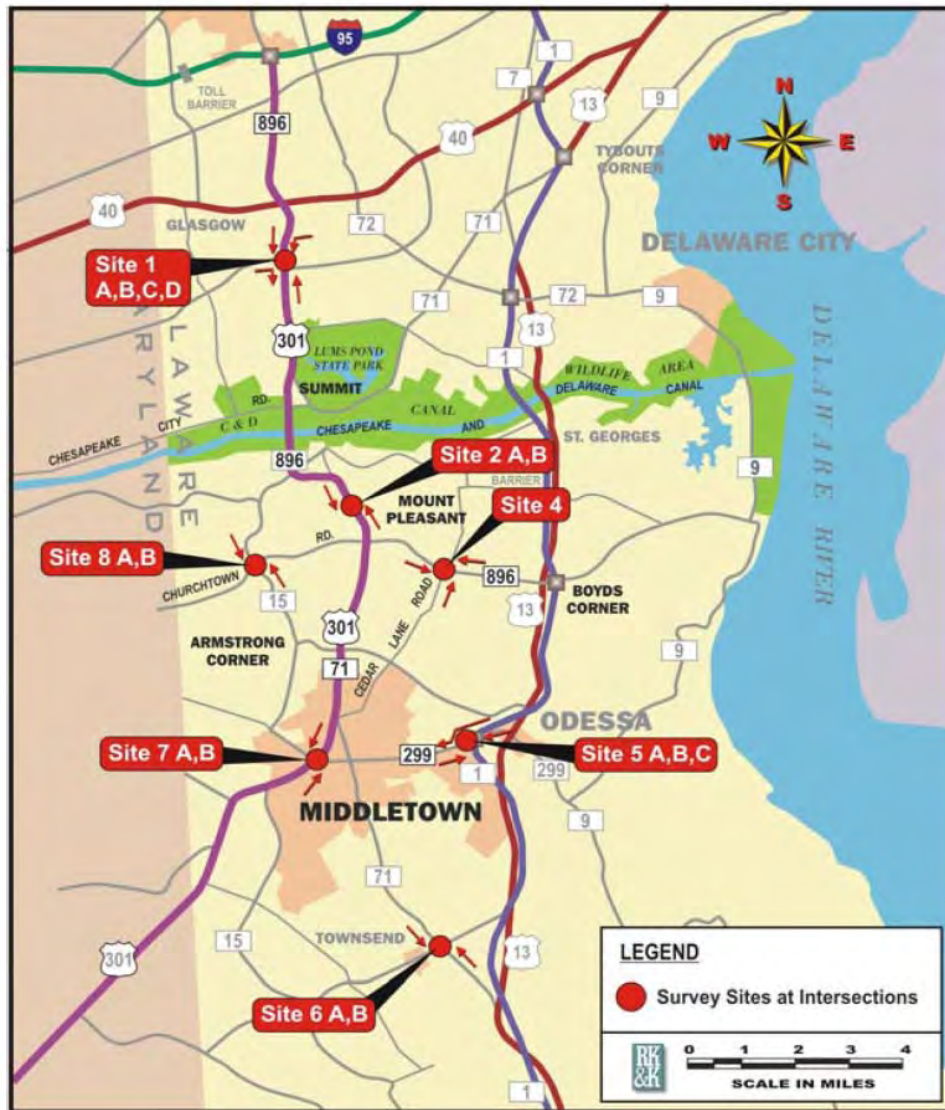 95
1
7
13
9
TOLL
BARRIER
896
40
TYBOUTS
CORNER
N
W
E
S
40
GLASGOW
72
71
DELAWARE CITY
Site 1
A,B,C,D
71
72
9
13
301
LUMS POND
STATE PARK
SUMMIT
1
ARYLAND
LAWARE
WILDLIFE
AREA
DELAWARE
CANAL
RD.
C & D
CANAL
CHESAPEAKE
CITY
CHESAPEAKE
AND
ST. GEORGES
DELAWARE RIVER
896
Site 2 A,B
BARRIER
9
MOUNT
PLEASANT
Site 4
RD.
Site 8 A,B
CHURCHTOWN
15
896
BOYDS
CORNER
ROAD
LANE
CEDAR
13
301
ARMSTRONG
CORNER
71
9
ODESSA
Site 7 A,B
299
Site 5 A,B,C
1
299
MIDDLETOWN
9
71
15
TOWNSEND
13
301
Site 6 A,B
1
LEGEND
Survey Sites at Intersections
RK
&K
0 1 2 3 4
SCALE IN MILES